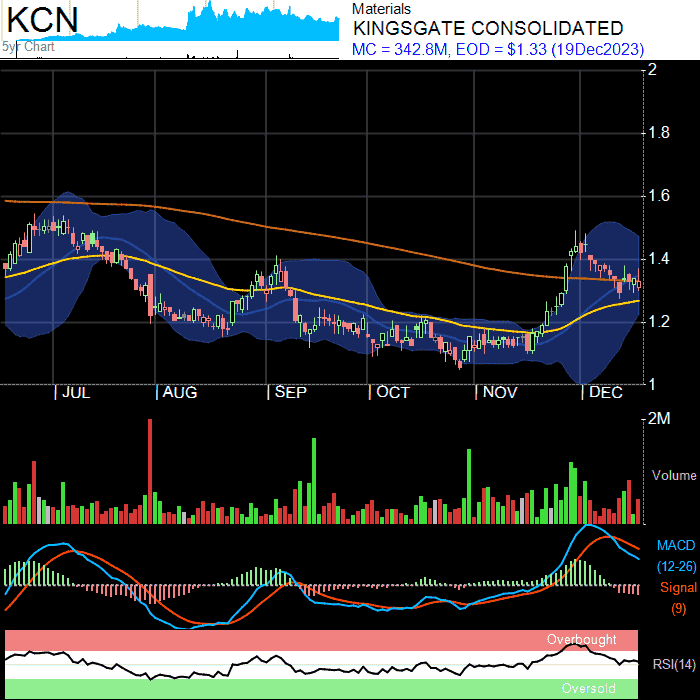 KCN
5yr Chart
Materials
KINGSGATE CONSOLIDATED
MC = 342.8M, EOD = $1.33 (19Dec2023)
2
1.8
1.6
1.4
1.2
1
JUL AUG SEP OCT NOV DEC
2M
Volume
MACD
(12-26)
Signal
(9)
Overbought
RSI(14)
Oversold